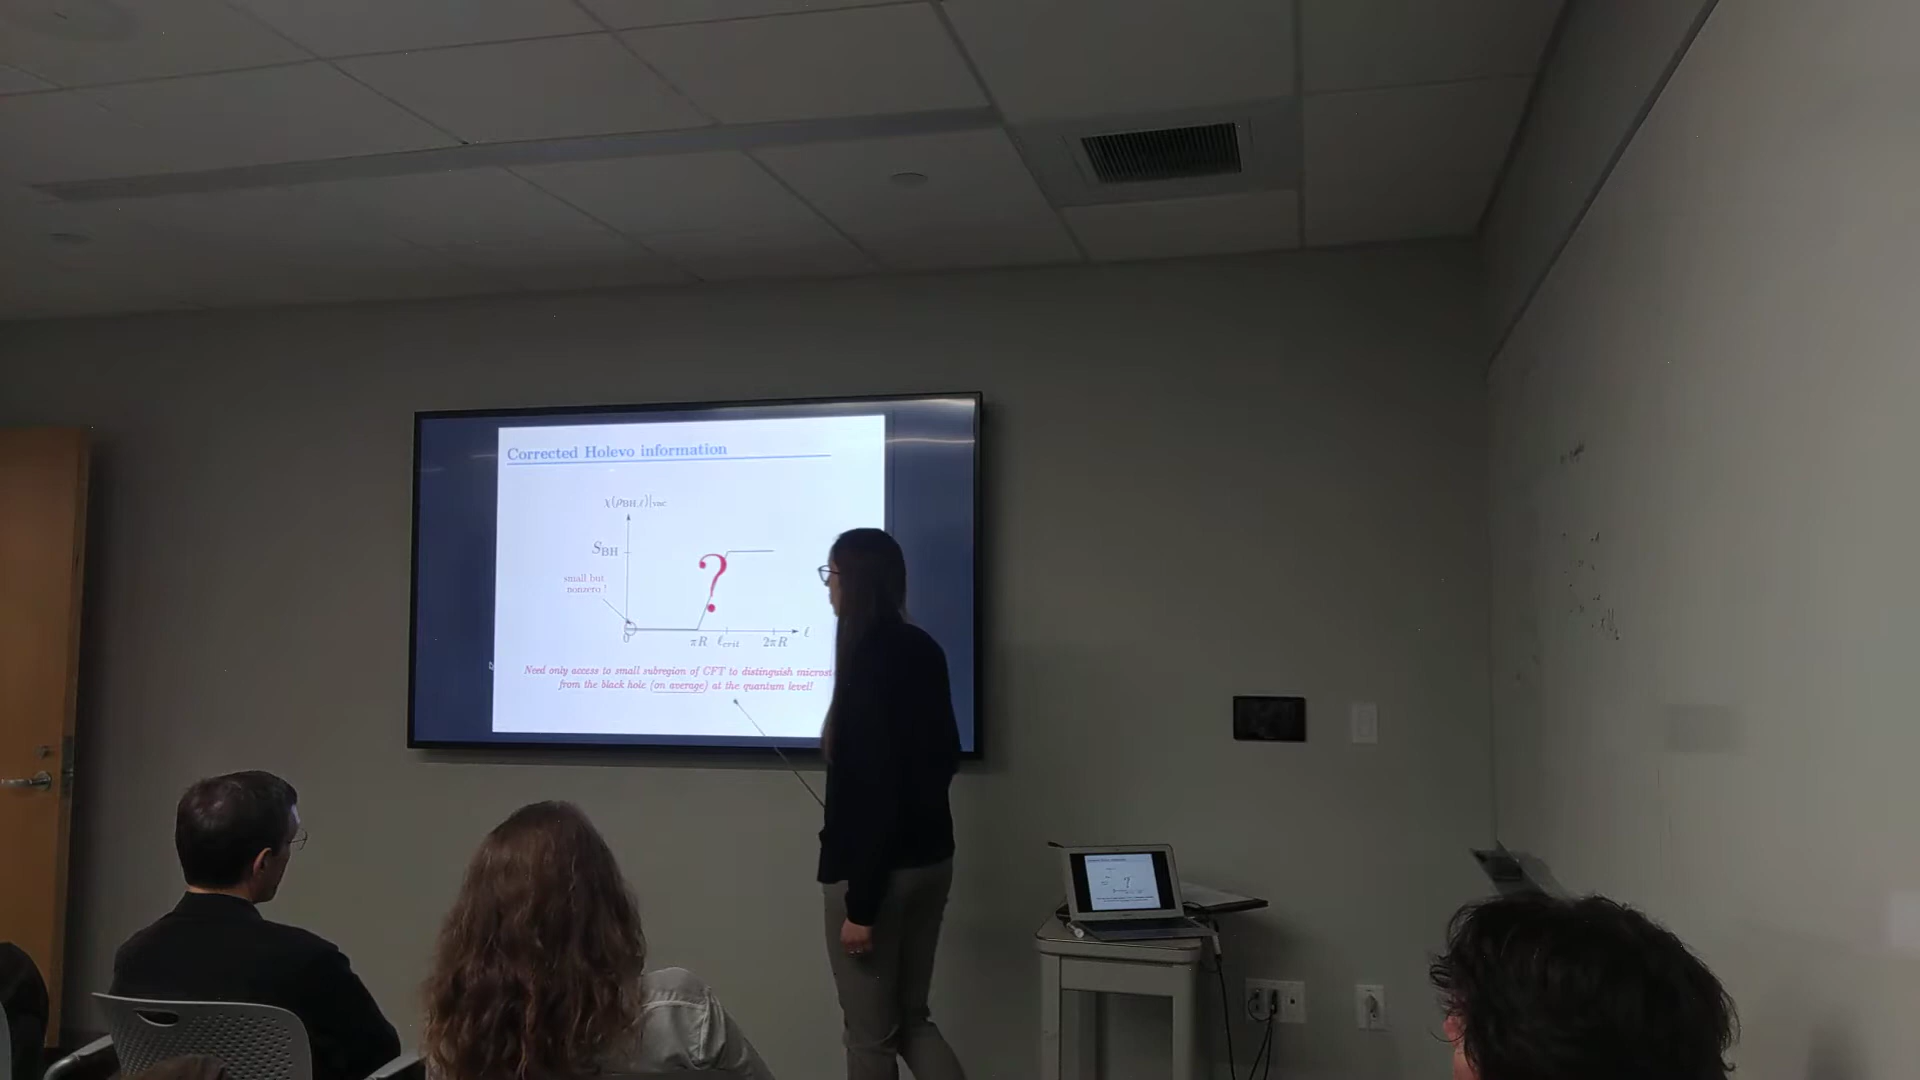 Corrected Holevo information
χ(ρBH,ℓ)|vac
SBH
?
small but
nonzero !
0
πR ℓcrit 2πR ℓ
Need only access to small subregion of CFT to distinguish
from the black hole (on average) at the quantum level!